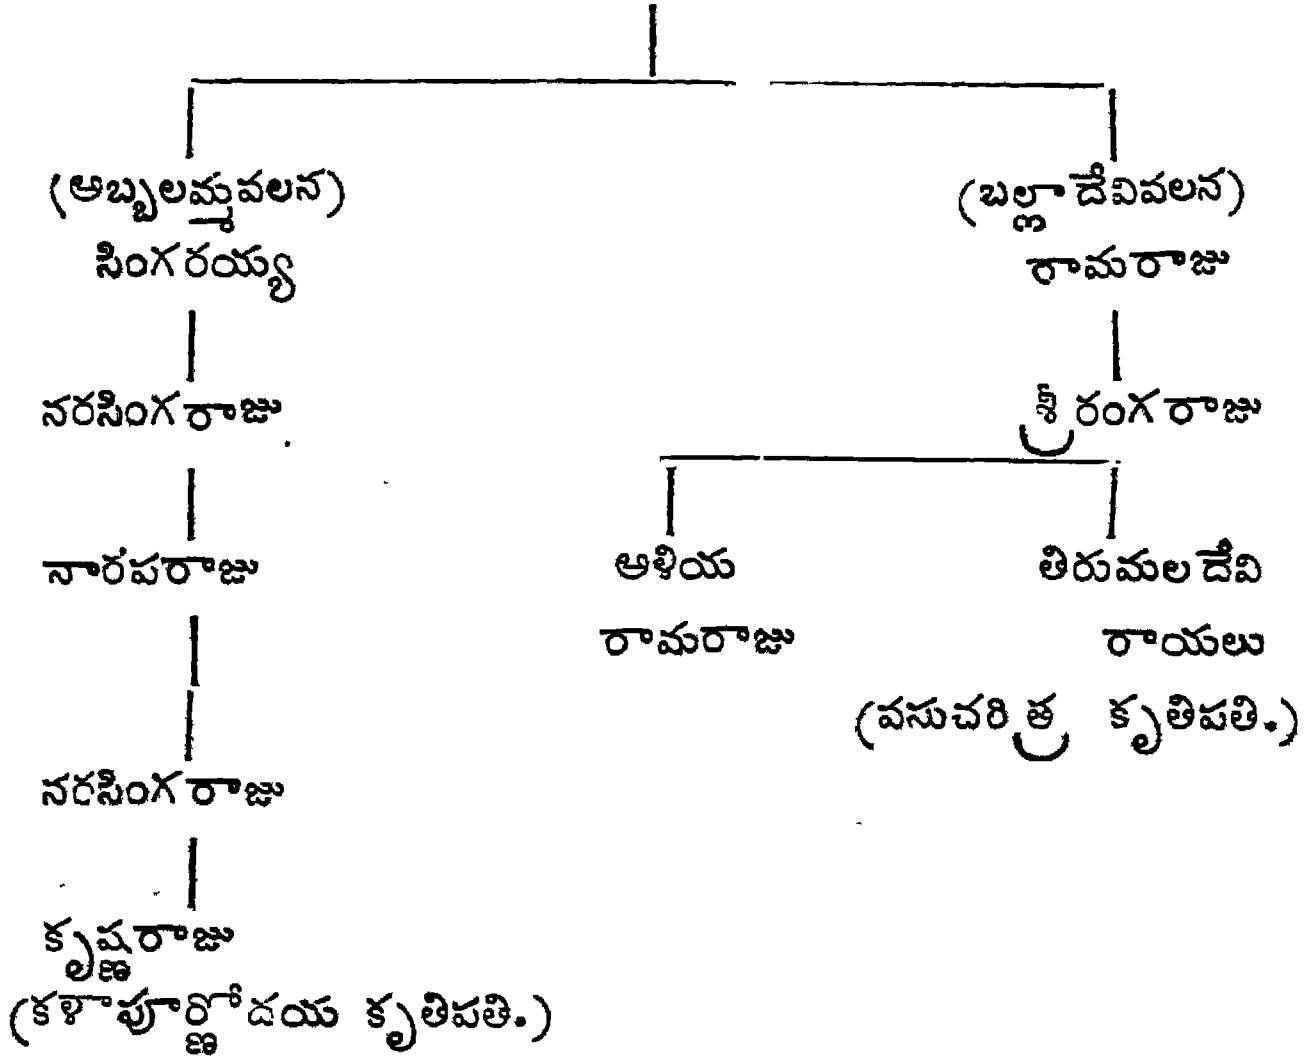 (అబ్బలమ్మవలన)
సింగరయ్య
నరసింగరాజు
నారపరాజు
నరసింగరాజు
కృష్ణరాజు
(కళాపూర్ణోదయ కృతిపతి.)
(బల్లాదేవివలన)
రామరాజు
శ్రీరంగరాజు
అళియ
రామరాజు
తిరుమలదేవి
రాయలు
(వసుచరిత్ర కృతిపతి.)